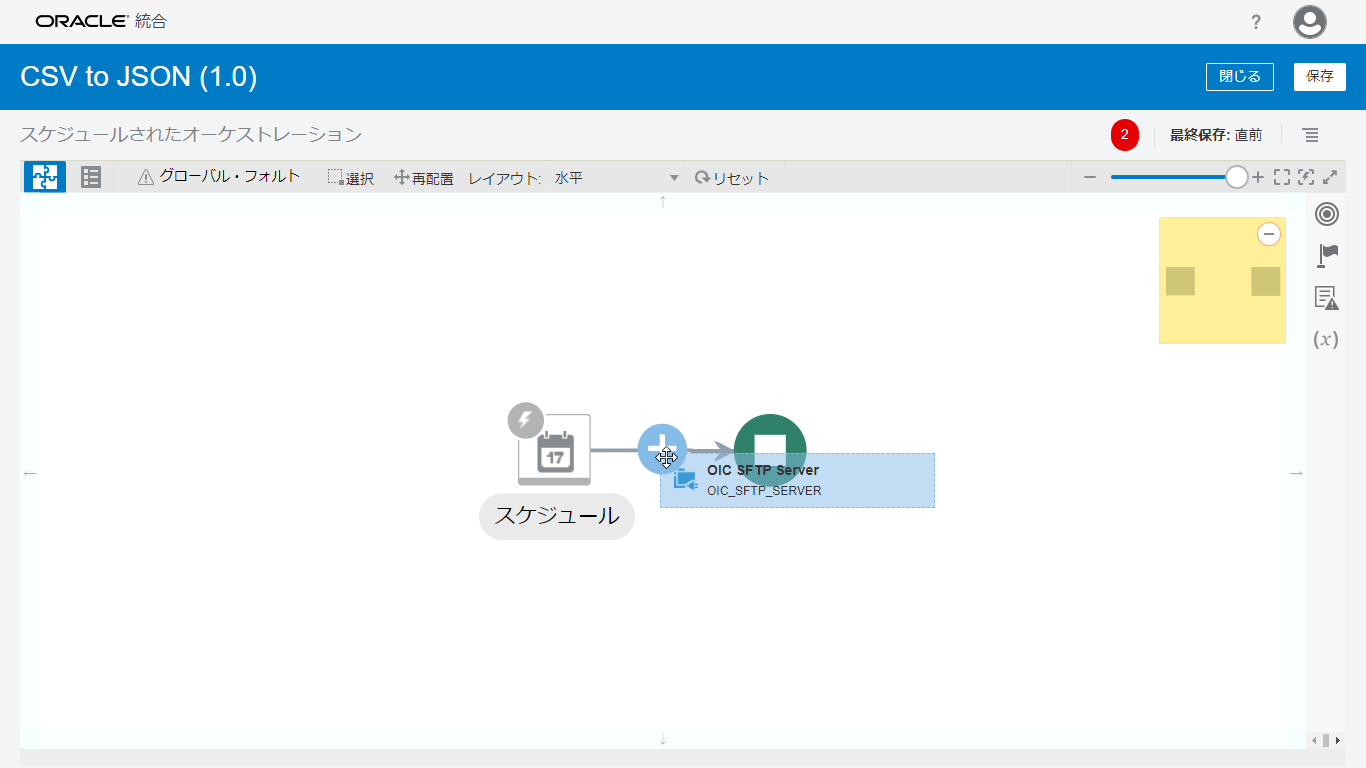 ORACLE 統合
?
CSV to JSON (1.0)
閉じる
保存
スケジュールされたオーケストレーション
2
最終保存: 直前
グローバル・フォルト
選択
再配置
レイアウト: 水平
リセット
(x)
17
OIC SFTP Server
OIC_SFTP_SERVER
スケジュール